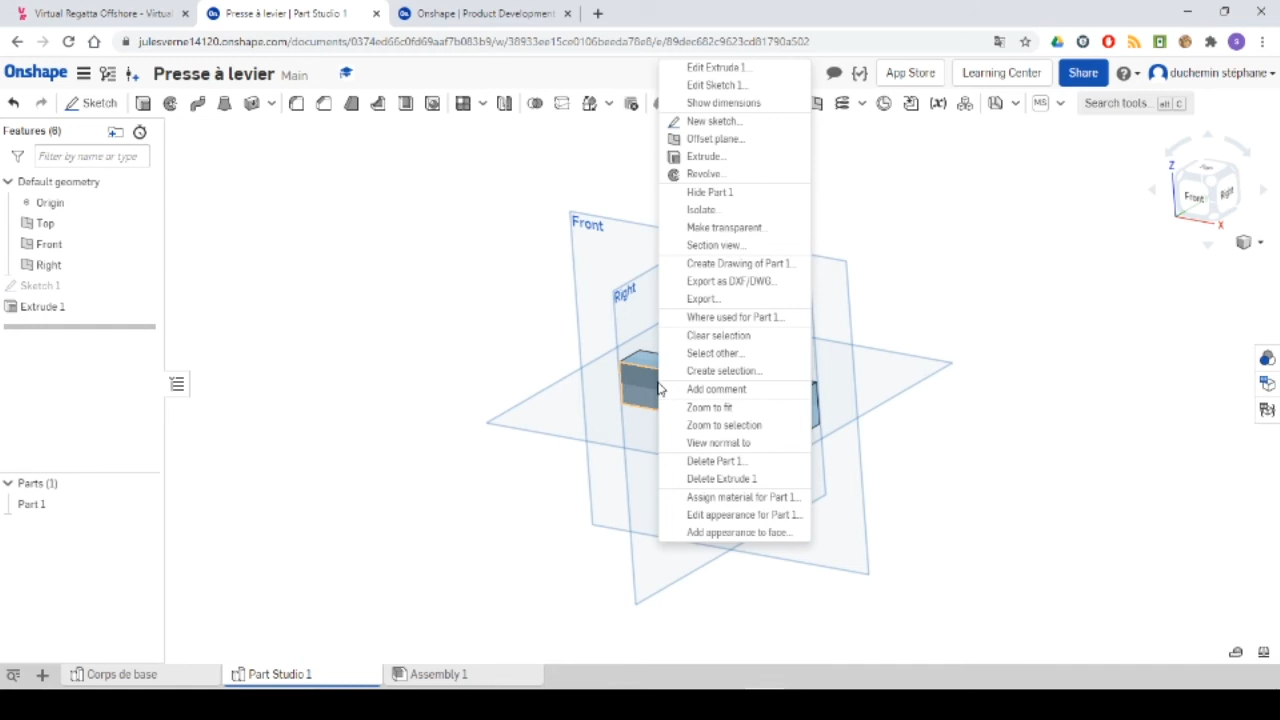 Virtual Regatta Offshore - Virtual
Presse à levier | Part Studio 1
Onshape | Product Development
julesverne14120.onshape.com/documents/0374ed66c0fd69aaf7b083b9/w/38933ee15ce0106beeda78e8/e/89dec682c9623cd81790a502
Onshape
Presse à levier Main
App Store
Learning Center
Share
duchemin stéphane
Sketch
MS
Search tools... alt C
Features (6)
Filter by name or type
Default geometry
Origin
Top
Front
Right
Sketch 1
Extrude 1
Parts (1)
Part 1
Front
Right
Edit Extrude 1...
Edit Sketch 1...
Show dimensions
New sketch...
Offset plane...
Extrude...
Revolve...
Hide Part 1
Isolate...
Make transparent...
Section view...
Create Drawing of Part 1...
Export as DXF/DWG...
Export...
Where used for Part 1...
Clear selection
Select other...
Create selection...
Add comment
Zoom to fit
Zoom to selection
View normal to
Delete Part 1...
Delete Extrude 1
Assign material for Part 1...
Edit appearance for Part 1...
Add appearance to face...
Z
Front
Right
X
Corps de base
Part Studio 1
Assembly 1